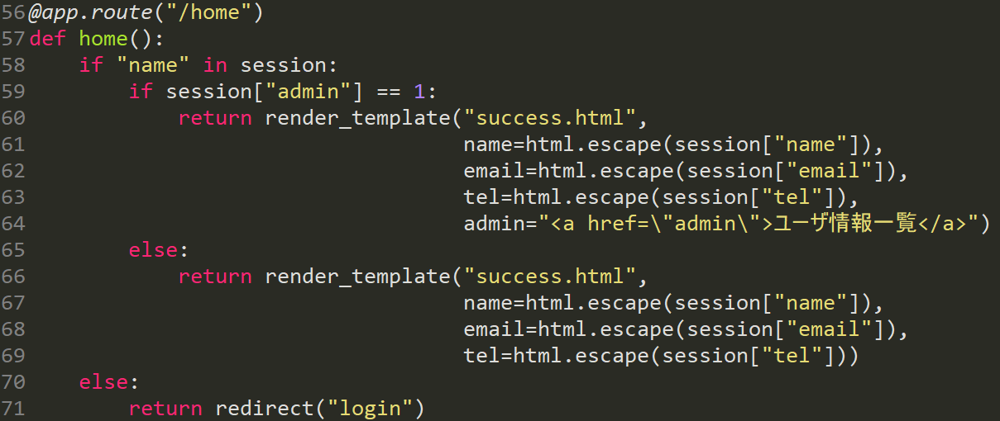 56@app.route("/home")
57def home():
58    if "name" in session:
59        if session["admin"] == 1:
60            return render_template("success.html",
61                                   name=html.escape(session["name"]),
62                                   email=html.escape(session["email"]),
63                                   tel=html.escape(session["tel"]),
64                                   admin="<a href=\"admin\">ユーザ情報一覧</a>")
65        else:
66            return render_template("success.html",
67                                   name=html.escape(session["name"]),
68                                   email=html.escape(session["email"]),
69                                   tel=html.escape(session["tel"]))
70    else:
71        return redirect("login")